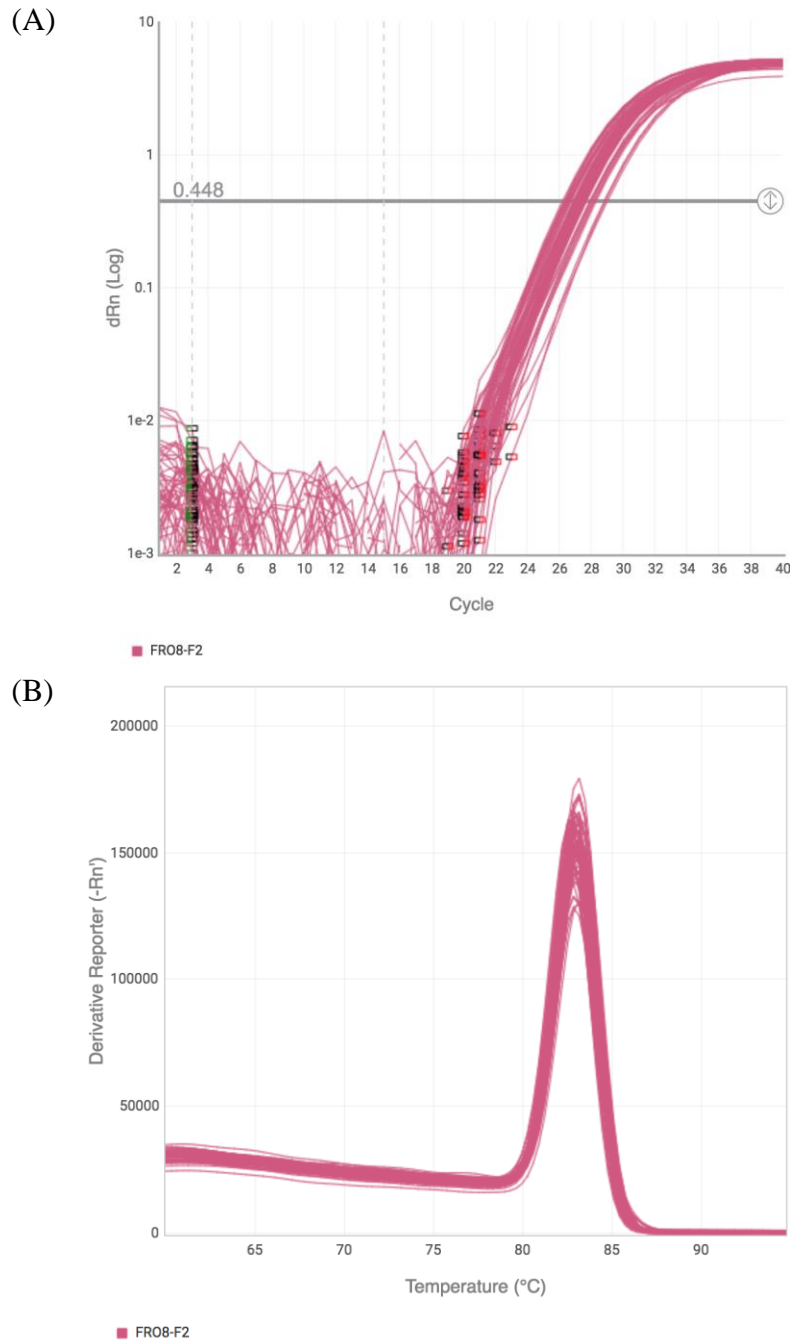 (A)
10
1
0.448
0.1
1e-2
1e-3
dRn (Log)
2 4 6 8 10 12 14 16 18 20 22 24 26 28 30 32 34 36 38 40
Cycle
FRO8-F2
(B)
200000
150000
100000
50000
0
Derivative Reporter (-Rn')
65 70 75 80 85 90
Temperature (°C)
FRO8-F2